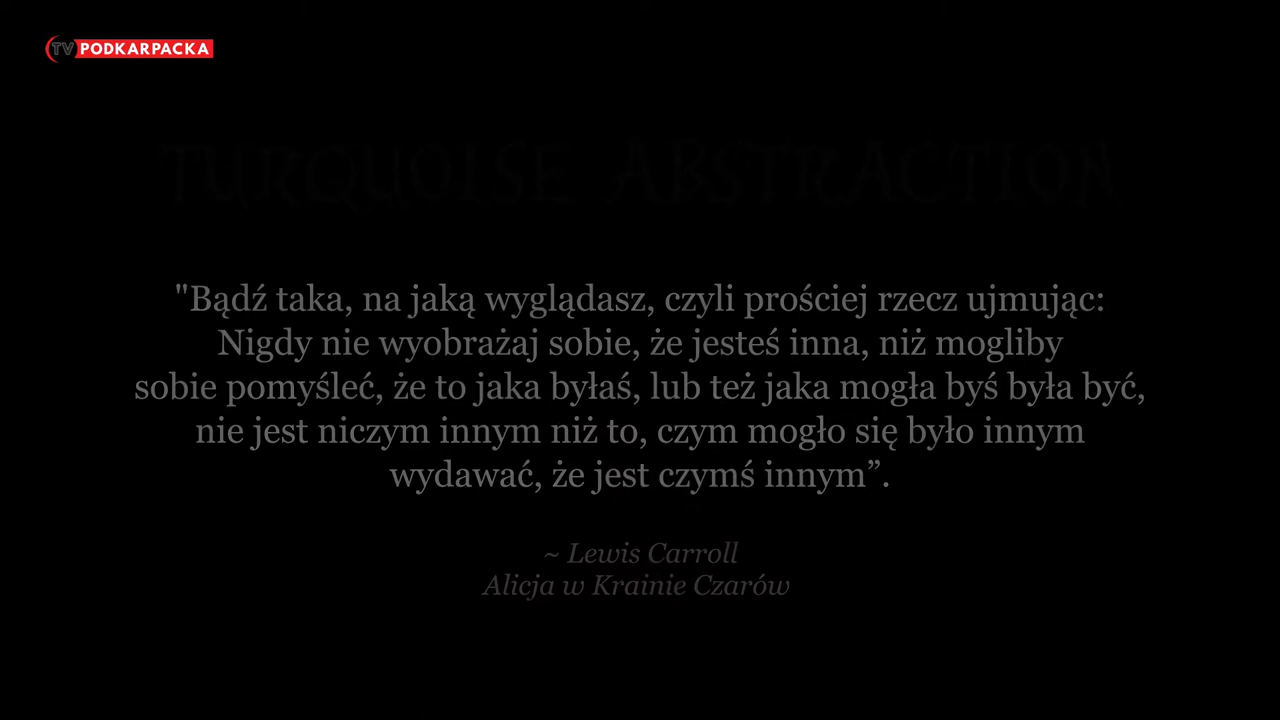 TV PODKARPACKA
TURQUOISE ABSTRACTION
"Bądź taka, na jaką wyglądasz, czyli prościej rzecz ujmując:
Nigdy nie wyobrażaj sobie, że jesteś inna, niż mogliby
sobie pomyśleć, że to jaka byłaś, lub też jaka mogła byś była być,
nie jest niczym innym niż to, czym mogło się było innym
wydawać, że jest czymś innym”.
~ Lewis Carroll
Alicja w Krainie Czarów